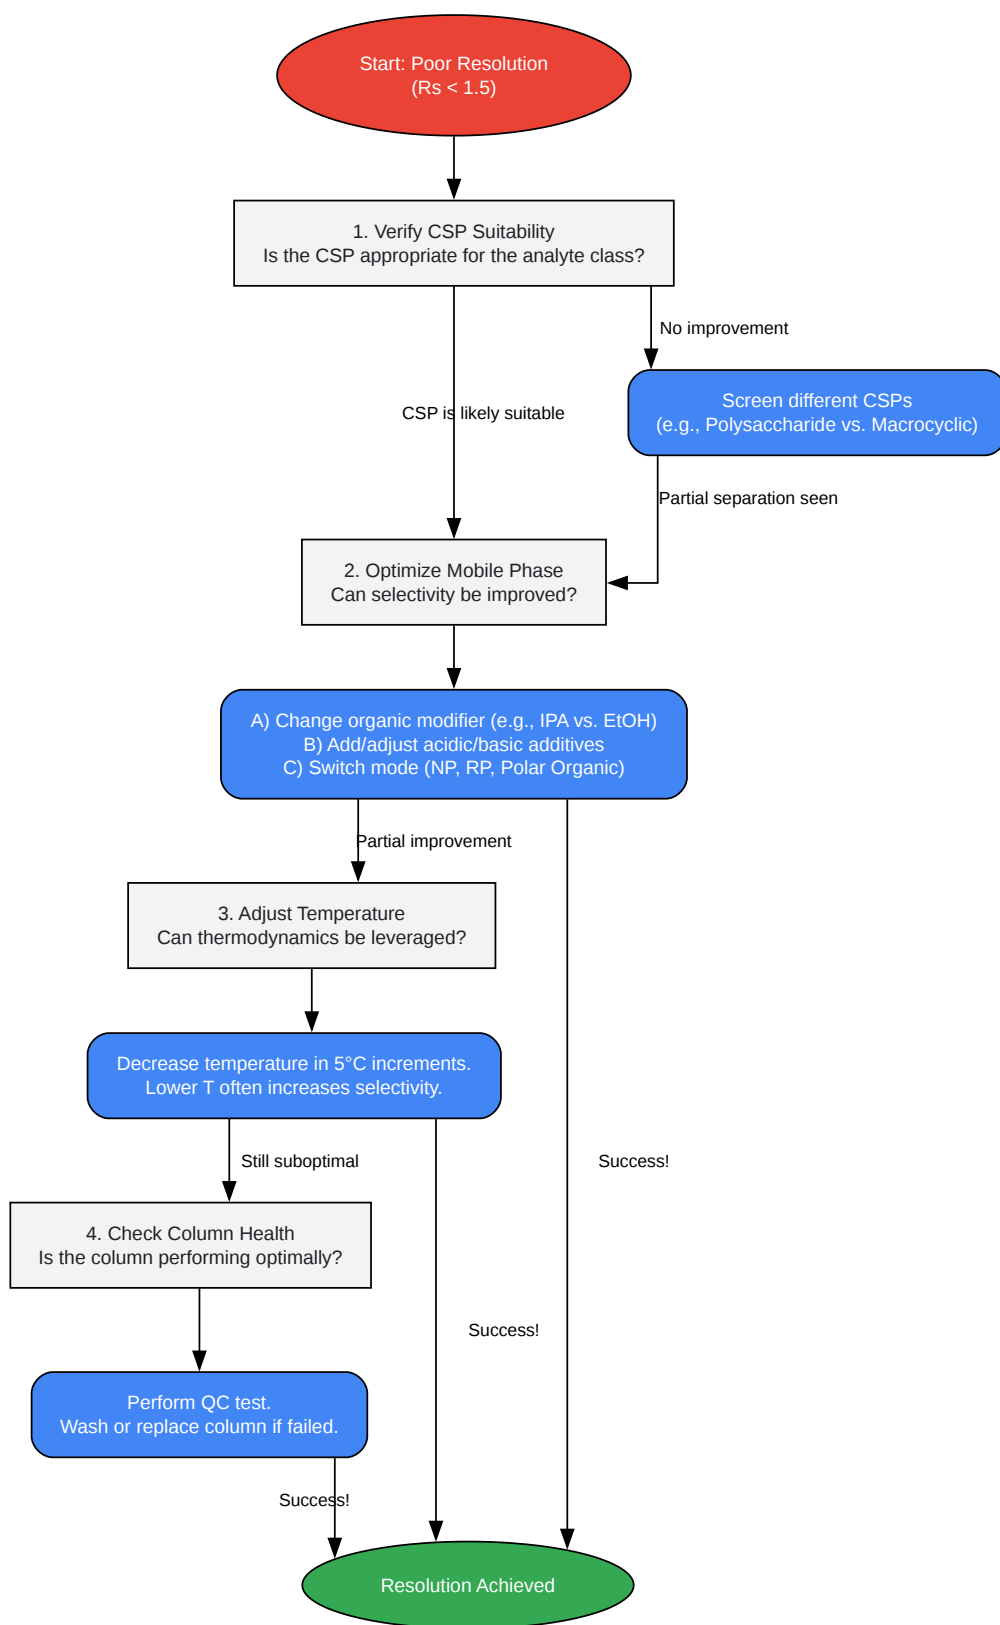 Start: Poor Resolution
(Rs < 1.5)
1. Verify CSP Suitability
Is the CSP appropriate for the analyte class?
No improvement
Screen different CSPs
(e.g., Polysaccharide vs. Macrocyclic)
CSP is likely suitable
Partial separation seen
2. Optimize Mobile Phase
Can selectivity be improved?
A) Change organic modifier (e.g., IPA vs. EtOH)
B) Add/adjust acidic/basic additives
C) Switch mode (NP, RP, Polar Organic)
Partial improvement
3. Adjust Temperature
Can thermodynamics be leveraged?
Decrease temperature in 5°C increments.
Lower T often increases selectivity.
Still suboptimal
Success!
4. Check Column Health
Is the column performing optimally?
Success!
Perform QC test.
Wash or replace column if failed.
Success!
Resolution Achieved